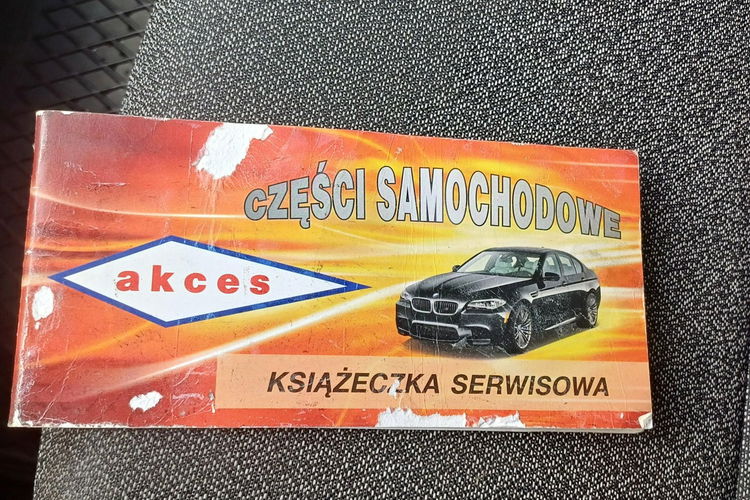 CZĘŚCI SAMOCHODOWE
akces
KSIĄŻECZKA SERWISOWA